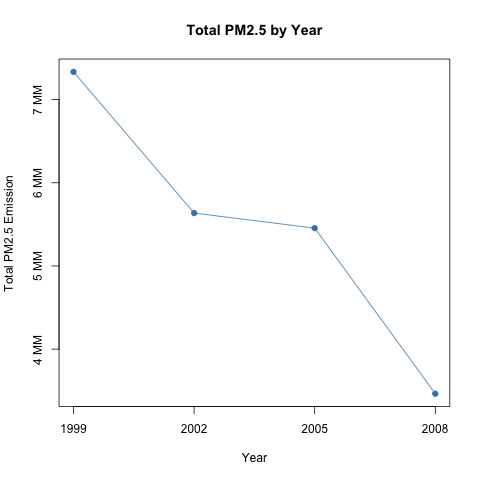 Total PM2.5 by Year
Total PM2.5 Emission
7 MM
6 MM
5 MM
4 MM
1999 2002 2005 2008
Year